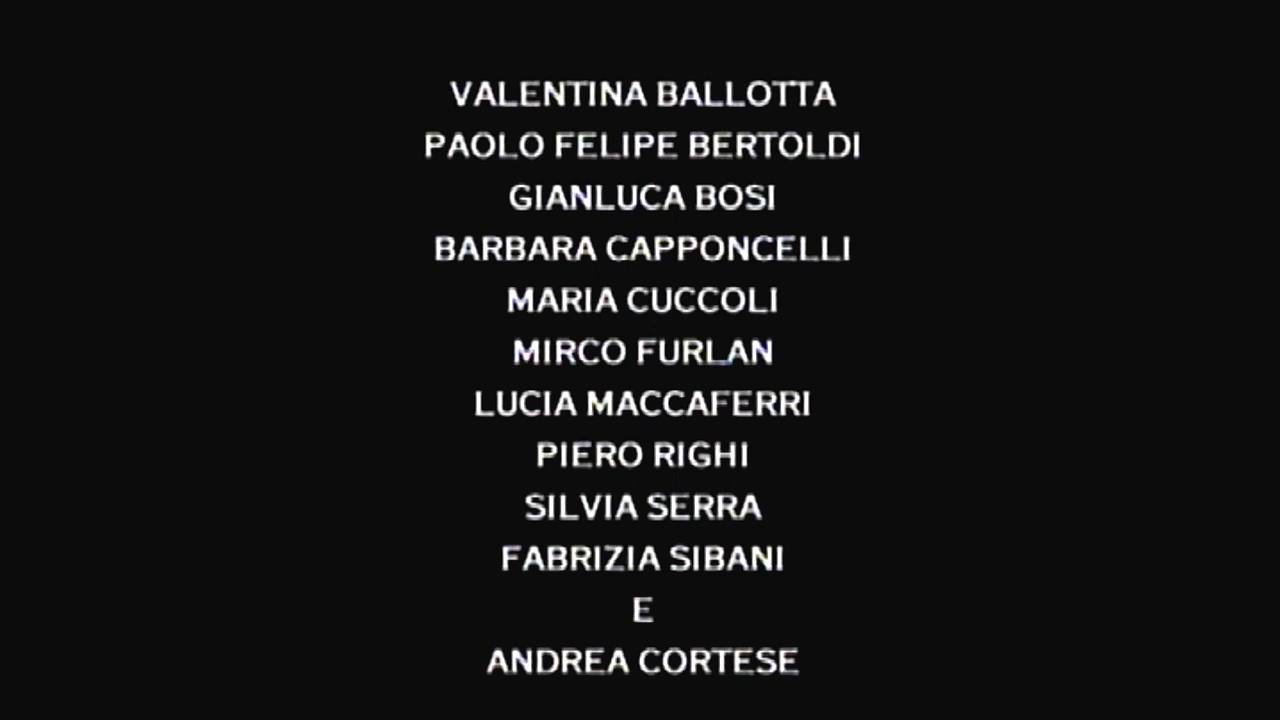 VALENTINA BALLOTTA
PAOLO FELIPE BERTOLDI
GIANLUCA BOSI
BARBARA CAPPONCELLI
MARIA CUCCOLI
MIRCO FURLAN
LUCIA MACCAFERRI
PIERO RIGHI
SILVIA SERRA
FABRIZIA SIBANI
E
ANDREA CORTESE